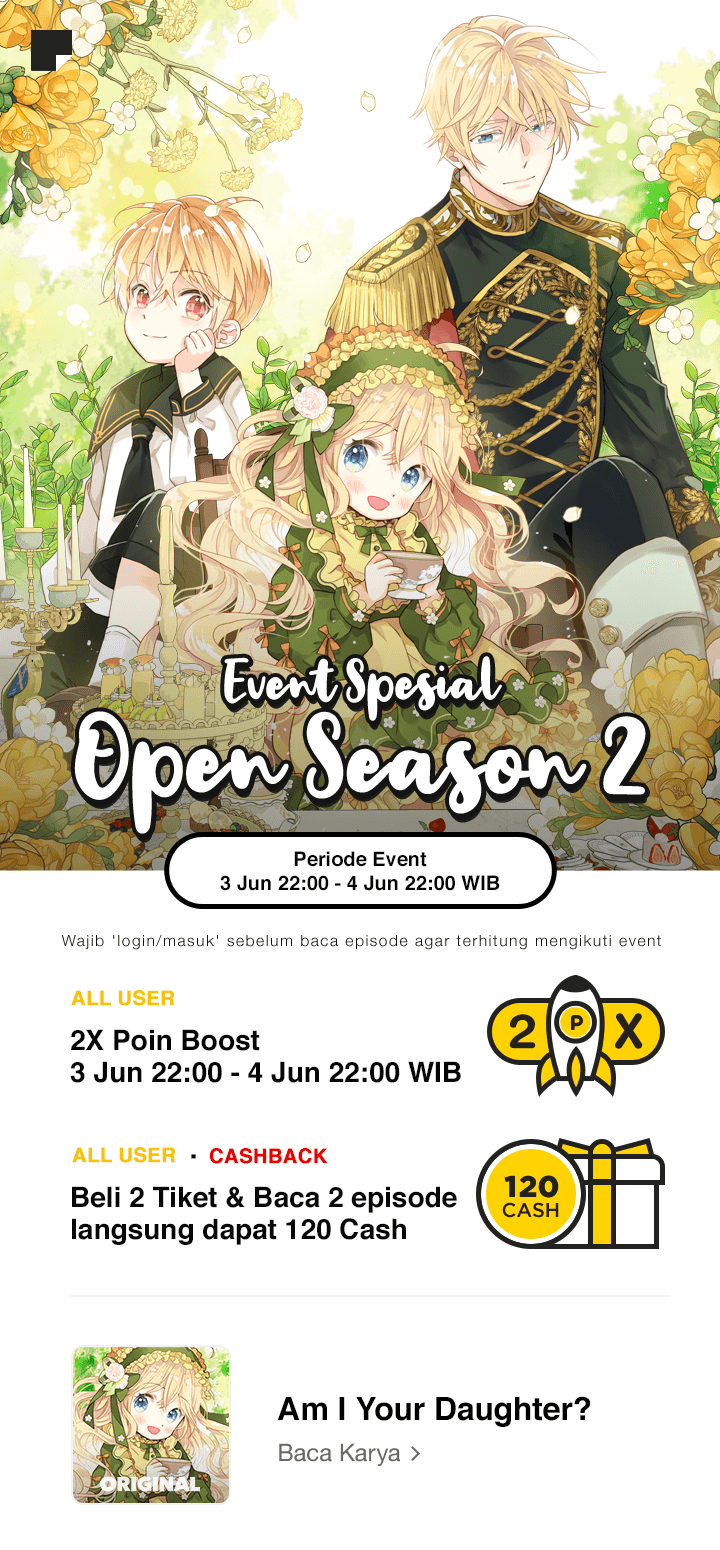 Event Spesial
Open Season 2
Periode Event
3 Jun 22:00 - 4 Jun 22:00 WIB
Wajib 'login/masuk' sebelum baca episode agar terhitung mengikuti event
ALL USER
2X Poin Boost
3 Jun 22:00 - 4 Jun 22:00 WIB
2 P X
ALL USER · CASHBACK
Beli 2 Tiket & Baca 2 episode
langsung dapat 120 Cash
120
CASH
Am I Your Daughter?
Baca Karya >
ORIGINAL